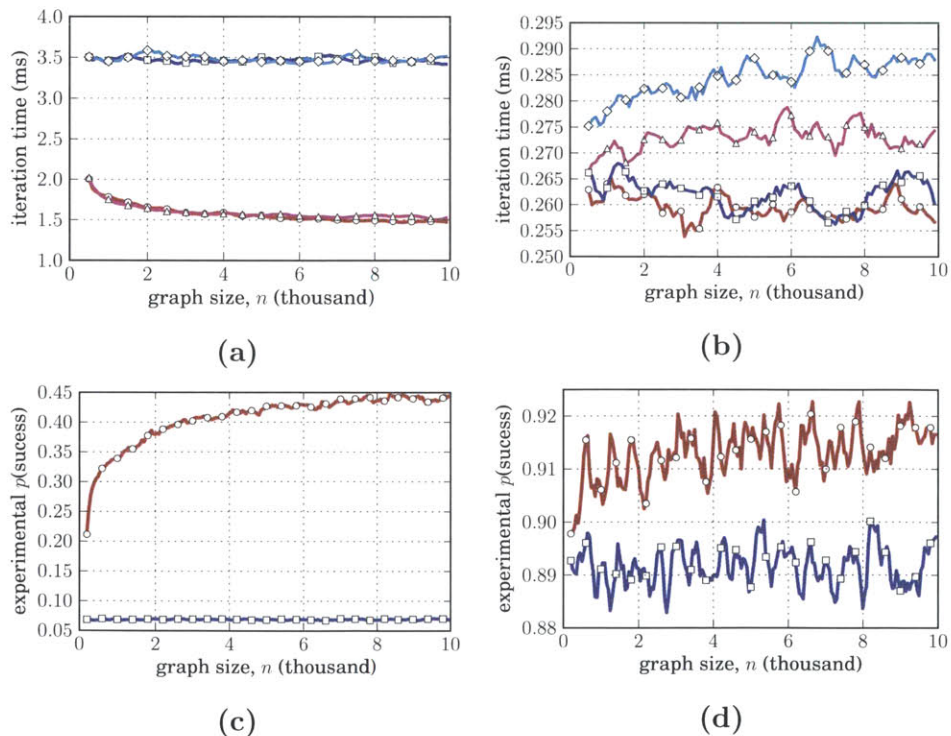 4.0
3.5
3.0
2.5
2.0
1.5
1.0
iteration time (ms)
0 2 4 6 8 10
graph size, n (thousand)
(a)
0.295
0.290
0.285
0.280
0.275
0.270
0.265
0.260
0.255
0.250
iteration time (ms)
0 2 4 6 8 10
graph size, n (thousand)
(b)
0.45
0.40
0.35
0.30
0.25
0.20
0.15
0.10
0.05
experimental p(sucess)
0 2 4 6 8 10
graph size, n (thousand)
(c)
0.92
0.91
0.90
0.89
0.88
experimental p(sucess)
0 2 4 6 8 10
graph size, n (thousand)
(d)